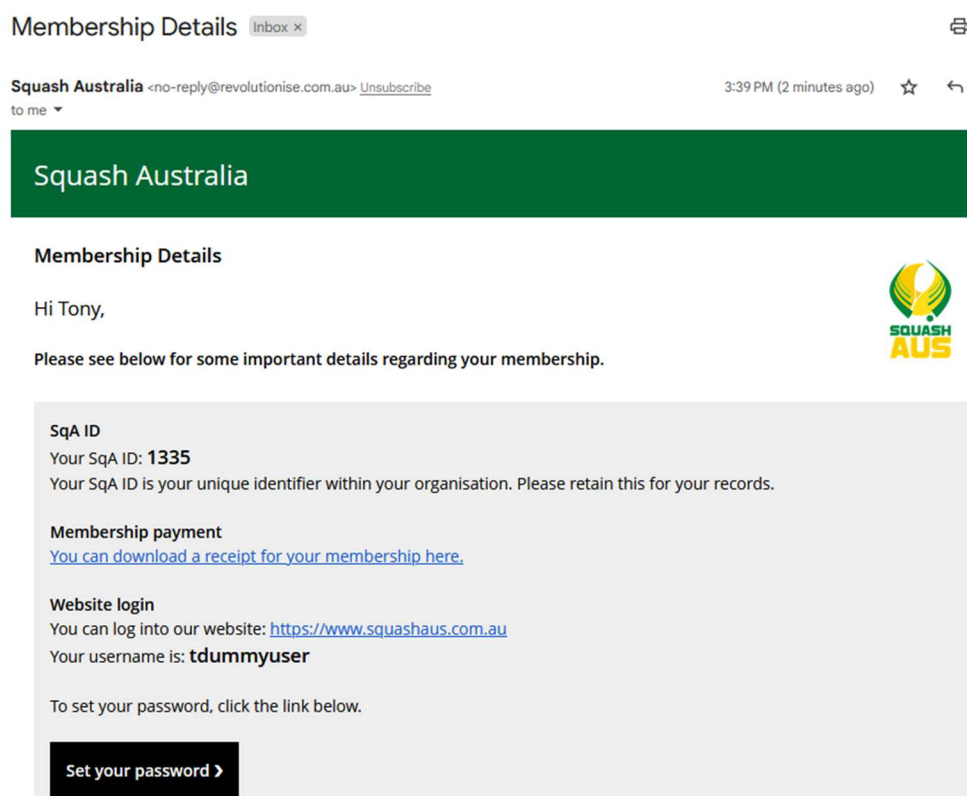 Membership Details Inbox ×
Squash Australia <no-reply@revolutionise.com.au> Unsubscribe 3:39 PM (2 minutes ago)
to me
Squash Australia
Membership Details
Hi Tony,
SQUASH
AUS
Please see below for some important details regarding your membership.
SqA ID
Your SqA ID: 1335
Your SqA ID is your unique identifier within your organisation. Please retain this for your records.
Membership payment
You can download a receipt for your membership here.
Website login
You can log into our website: https://www.squashaus.com.au
Your username is: tdummyuser
To set your password, click the link below.
Set your password ❯